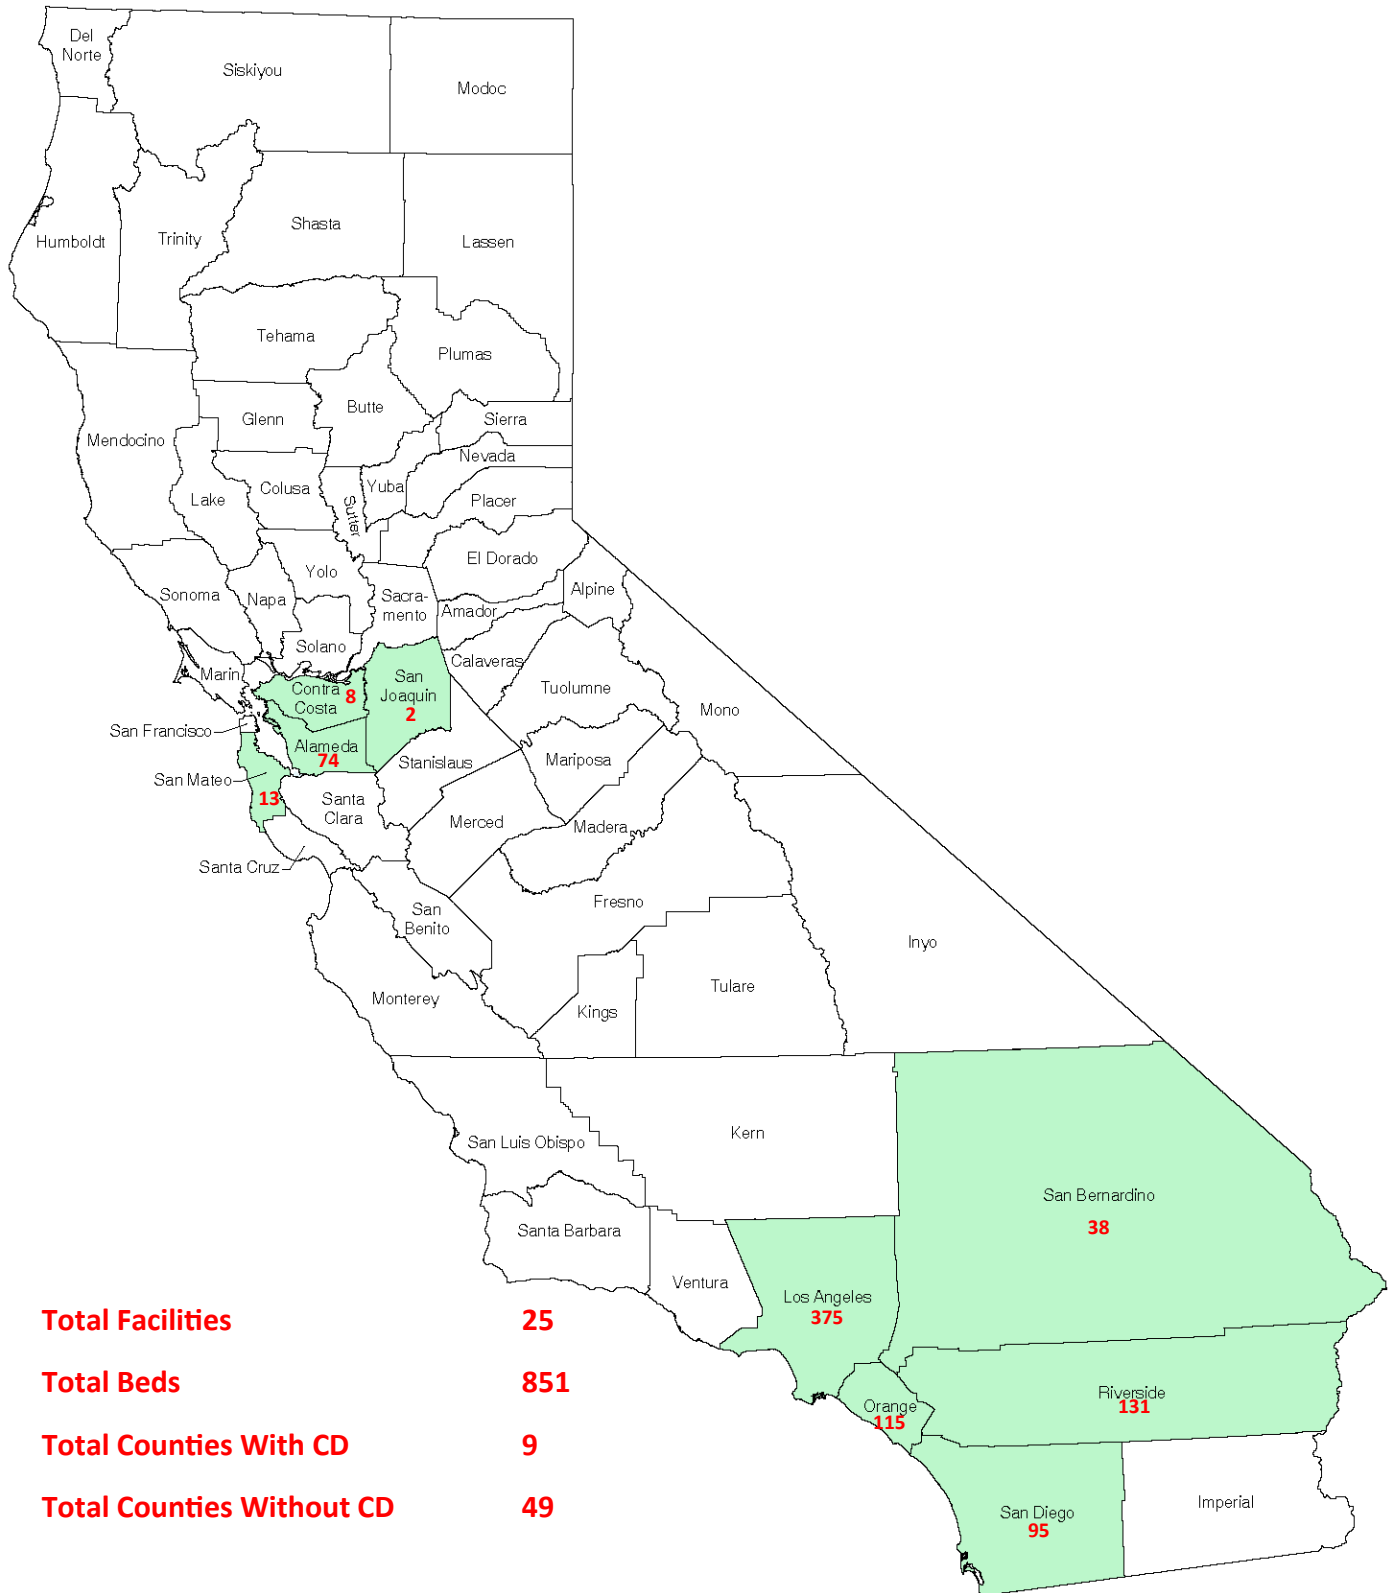 Del
Norte
Siskiyou
Modoc
Humboldt
Trinity
Shasta
Lassen
Tehama
Plumas
Mendocino
Glenn
Butte
Sierra
Nevada
Lake
Colusa
Sutter
Yuba
Placer
El Dorado
Sonoma
Napa
Yolo
Sacra-
mento
Amador
Alpine
Solano
Marin
Calaveras
Contra
Costa
8
San
Joaquin
2
Tuolumne
Mono
San Francisco
Alameda
74
Stanislaus
Mariposa
San Mateo
13
Santa
Clara
Merced
Madera
Santa Cruz
San
Benito
Fresno
Inyo
Monterey
Kings
Tulare
San Luis Obispo
Kern
San Bernardino
38
Santa Barbara
Ventura
Los Angeles
375
Orange
115
Riverside
131
San Diego
95
Imperial
Total Facilities 25
Total Beds 851
Total Counties With CD 9
Total Counties Without CD 49